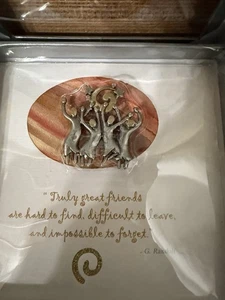 "Truly great friends
are hard to find, difficult to leave,
and impossible to forget."
- G.